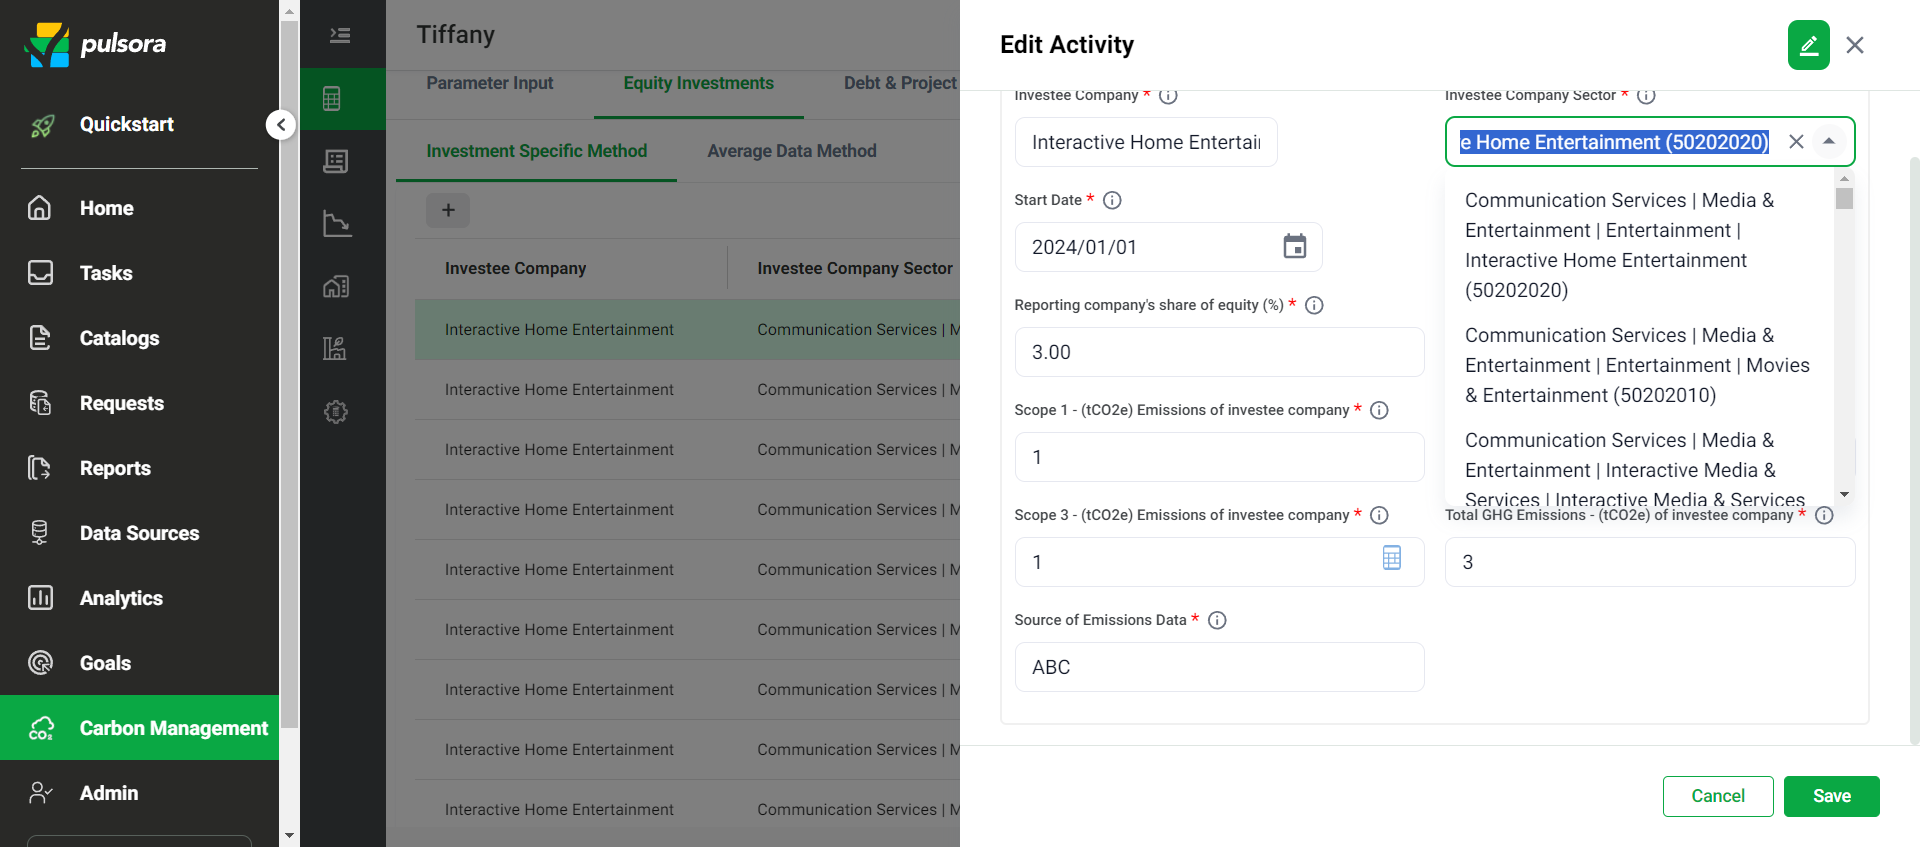 pulsora
Quickstart
Home
Tasks
Catalogs
Requests
Reports
Data Sources
Analytics
Goals
CO₂
Carbon Management
Admin
Tiffany
Parameter Input
Equity Investments
Debt & Project
Investment Specific Method
Average Data Method
+
Investee Company
Investee Company Sector
Interactive Home Entertainment
Communication Services | M
Interactive Home Entertainment
Communication Services | M
Interactive Home Entertainment
Communication Services | M
Interactive Home Entertainment
Communication Services | M
Interactive Home Entertainment
Communication Services | M
Interactive Home Entertainment
Communication Services | M
Interactive Home Entertainment
Communication Services | M
Interactive Home Entertainment
Communication Services | M
Interactive Home Entertainment
Communication Services | M
Edit Activity
Investee Company *
Interactive Home Entertai
Investee Company Sector *
e Home Entertainment (50202020)
Communication Services | Media &
Entertainment | Entertainment |
Interactive Home Entertainment
(50202020)
Communication Services | Media &
Entertainment | Entertainment | Movies
& Entertainment (50202010)
Communication Services | Media &
Entertainment | Interactive Media &
Services | Interactive Media & Services
Start Date *
2024/01/01
Reporting company's share of equity (%) *
3.00
Scope 1 - (tCO2e) Emissions of investee company *
1
Scope 3 - (tCO2e) Emissions of investee company *
1
Total GHG Emissions - (tCO2e) of investee company *
3
Source of Emissions Data *
ABC
Cancel
Save